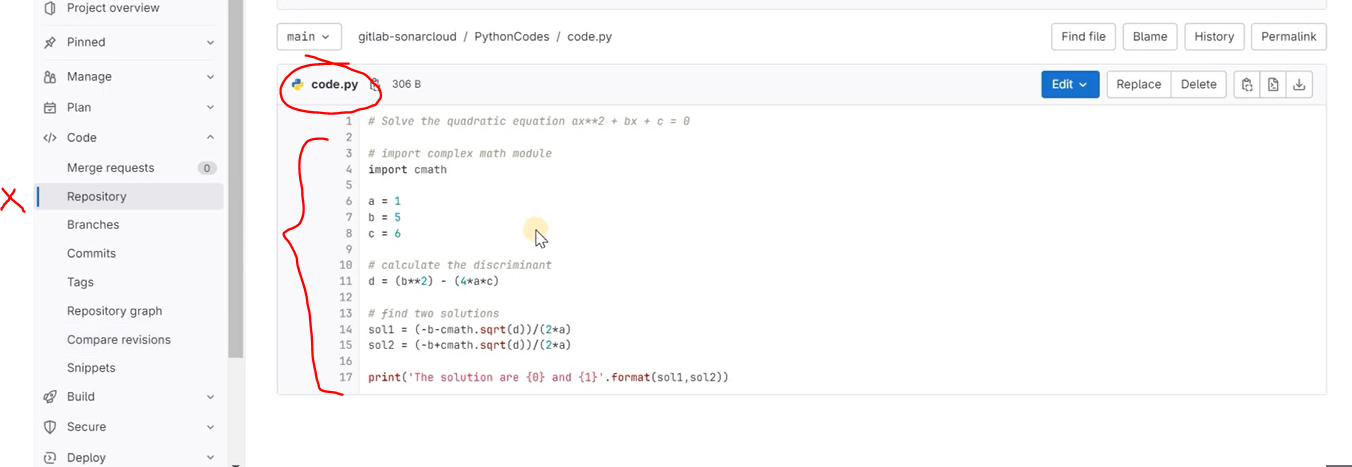 Project overview
Pinned
Manage
Plan
Code
Merge requests 0
Repository
Branches
Commits
Tags
Repository graph
Compare revisions
Snippets
Build
Secure
Deploy
main gitlab-sonarcloud / PythonCodes / code.py Find file Blame History Permalink
code.py 306 B Edit Replace Delete
1 # Solve the quadratic equation ax**2 + bx + c = 0
2
3 # import complex math module
4 import cmath
5
6 a = 1
7 b = 5
8 c = 6
9
10 # calculate the discriminant
11 d = (b**2) - (4*a*c)
12
13 # find two solutions
14 sol1 = (-b-cmath.sqrt(d))/(2*a)
15 sol2 = (-b+cmath.sqrt(d))/(2*a)
16
17 print('The solution are {0} and {1}'.format(sol1,sol2))